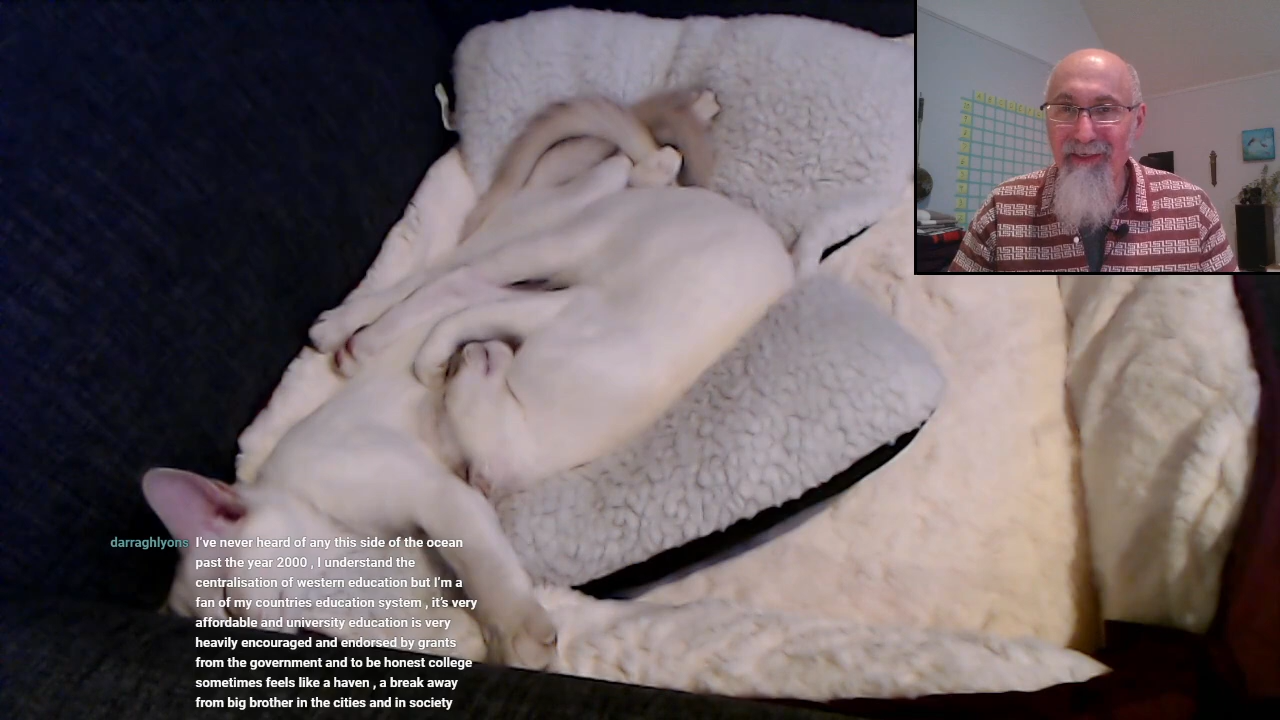 darraghlyons I've never heard of any this side of the ocean
past the year 2000 , I understand the
centralisation of western education but I'm a
fan of my countries education system , it's very
affordable and university education is very
heavily encouraged and endorsed by grants
from the government and to be honest college
sometimes feels like a haven , a break away
from big brother in the cities and in society